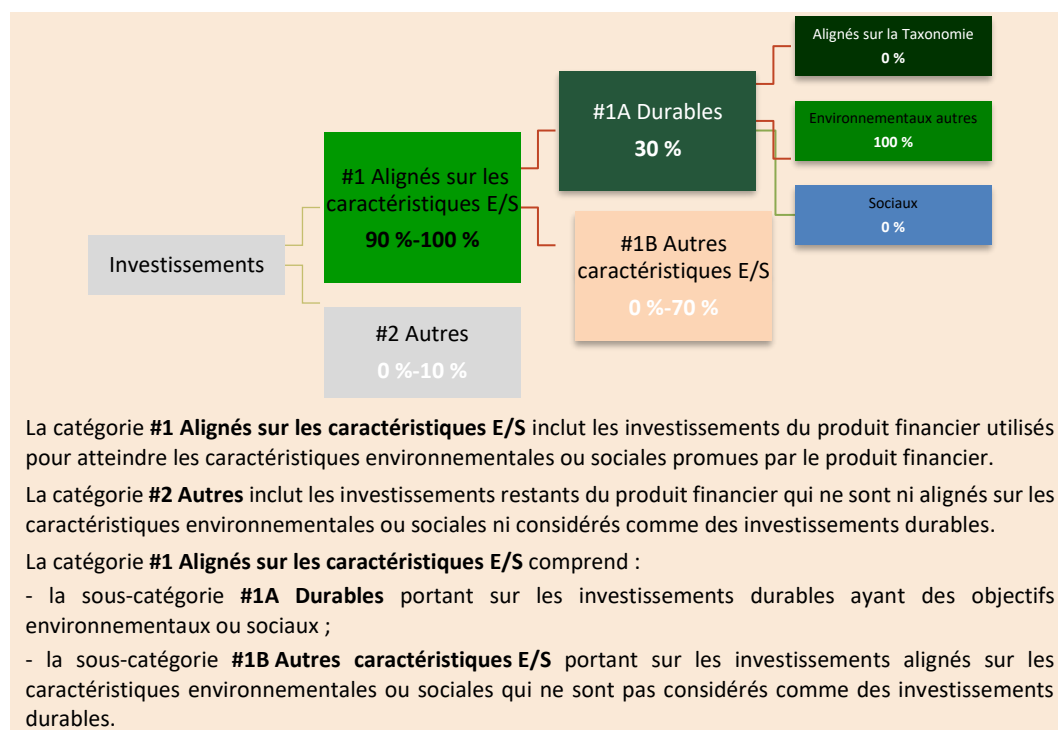 Alignés sur la Taxonomie
0 %
#1A Durables
30 %
Environnementaux autres
100 %
#1 Alignés sur les
caractéristiques E/S
90 %-100 %
Sociaux
0 %
#1B Autres
caractéristiques E/S
0 %-70 %
Investissements
#2 Autres
0 %-10 %
La catégorie #1 Alignés sur les caractéristiques E/S inclut les investissements du produit financier utilisés
pour atteindre les caractéristiques environnementales ou sociales promues par le produit financier.
La catégorie #2 Autres inclut les investissements restants du produit financier qui ne sont ni alignés sur les
caractéristiques environnementales ou sociales ni considérés comme des investissements durables.
La catégorie #1 Alignés sur les caractéristiques E/S comprend :
- la sous-catégorie #1A Durables portant sur les investissements durables ayant des objectifs
environnementaux ou sociaux ;
- la sous-catégorie #1B Autres caractéristiques E/S portant sur les investissements alignés sur les
caractéristiques environnementales ou sociales qui ne sont pas considérés comme des investissements
durables.